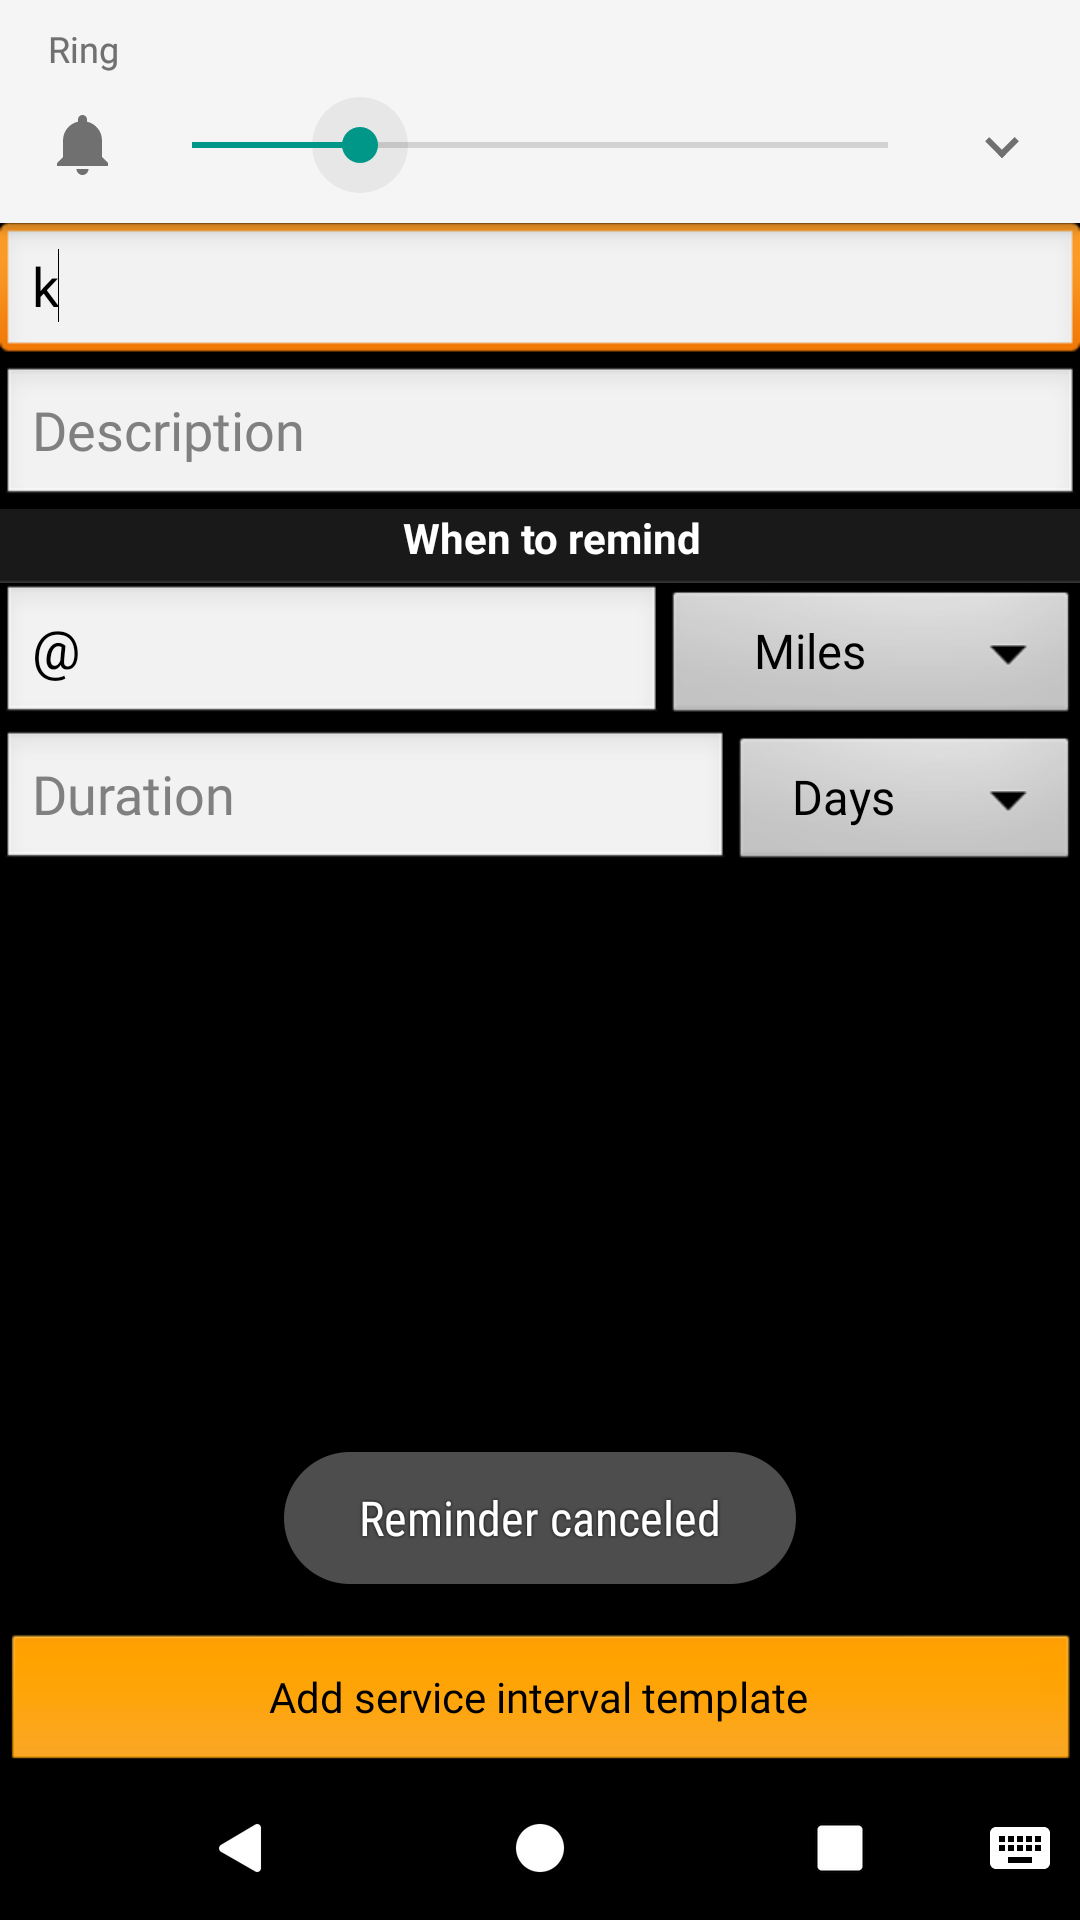 Ring
k
Description
When to remind
@
Miles
Duration
Days
Reminder canceled
Add service interval template